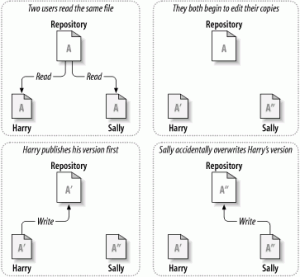 Two users read the same file
Repository
A
Read Read
A A
Harry Sally
They both begin to edit their copies
Repository
A
A' A"
Harry Sally
Harry publishes his version first
Repository
A'
Write
A' A"
Harry Sally
Sally accidentally overwrites Harry's version
Repository
A"
Write
A' A"
Harry Sally